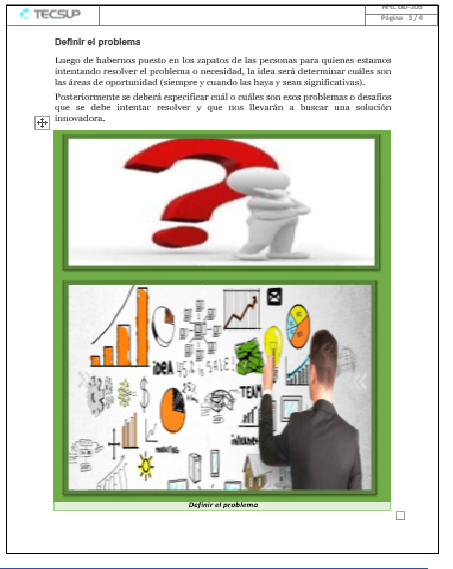 TECSUP
Página 3 / 4
Definir el problema
Luego de habernos puesto en los zapatos de las personas para quienes estamos
intentando resolver el problema o necesidad, la idea será determinar cuáles son
las áreas de oportunidad (siempre y cuando las haya y sean significativas).
Posteriormente se deberá especificar cuál o cuáles son esos problemas o desafíos
que se debe intentar resolver y que nos llevarán a buscar una solución
innovadora.
ideA
SALE!
25%
TEAM
MARKETING
Definir el problema